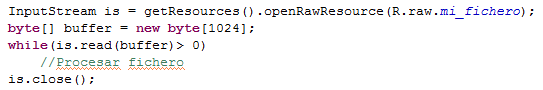 InputStream is = getResources().openRawResource(R.raw.mi_fichero);
byte[] buffer = new byte[1024];
while(is.read(buffer)> 0)
    //Procesar fichero
is.close();